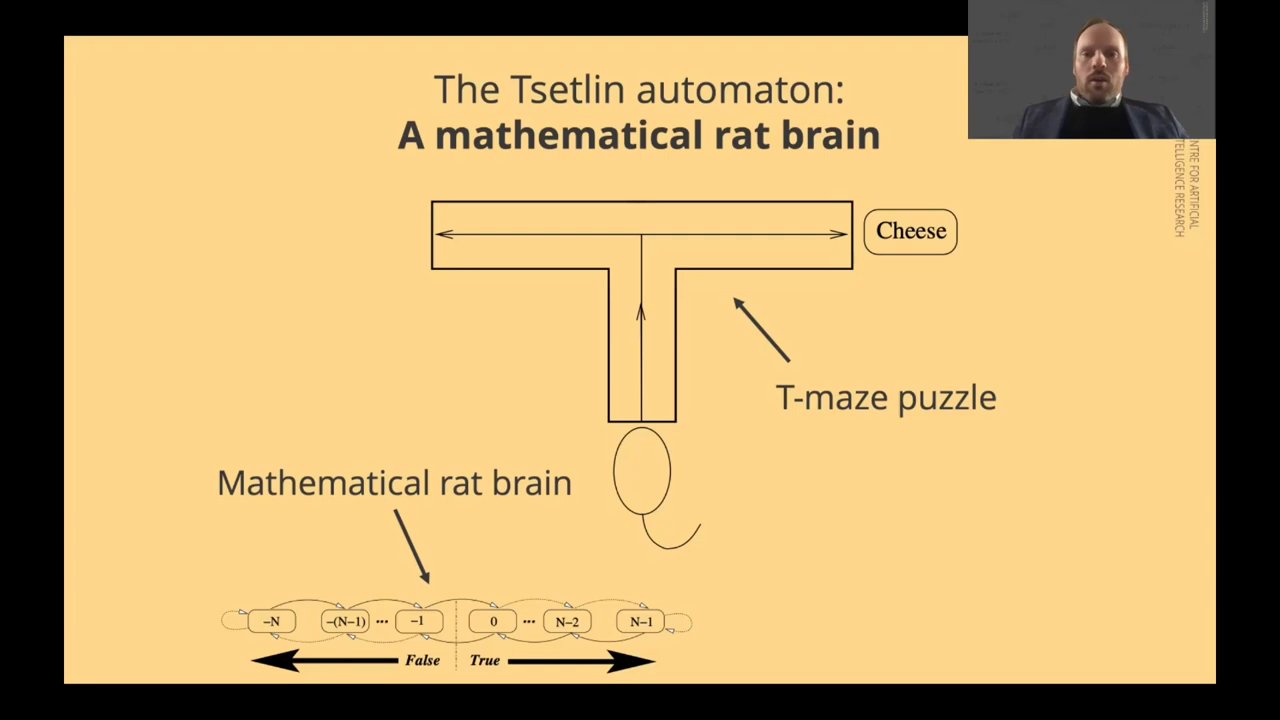 The Tsetlin automaton:
A mathematical rat brain
NTRE FOR ARTIFICIAL
TELLIGENCE RESEARCH
Cheese
T-maze puzzle
Mathematical rat brain
–N –(N–1) ··· –1 0 ··· N–2 N–1
False True